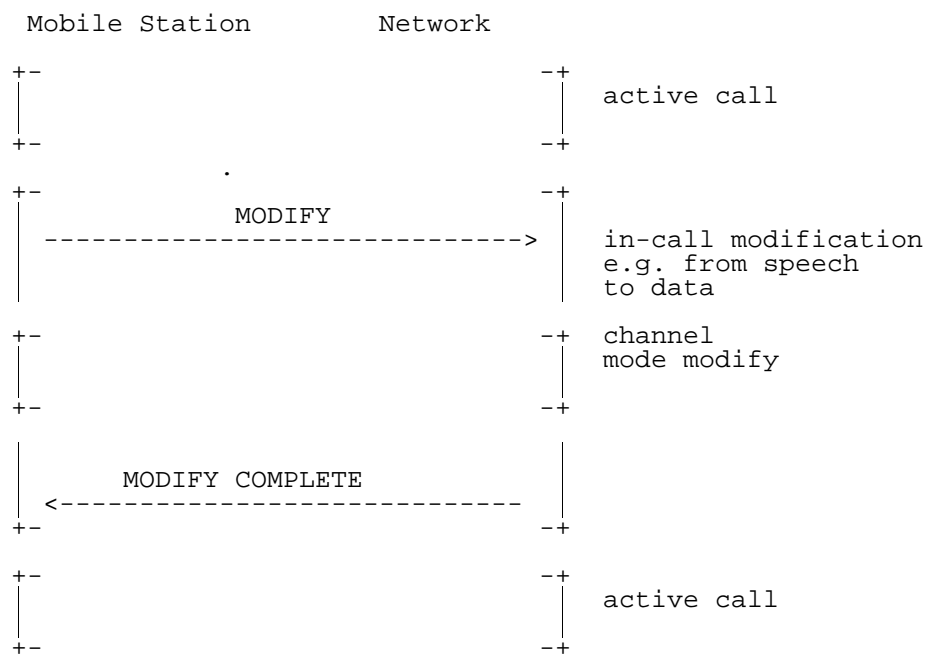 Mobile Station Network
+- -+
active call
+- -+
.
+- -+
MODIFY
------------------------------> in-call modification
e.g. from speech
to data
+- -+ channel
mode modify
+- -+
MODIFY COMPLETE
<-----------------------------
+- -+
+- -+
active call
+- -+